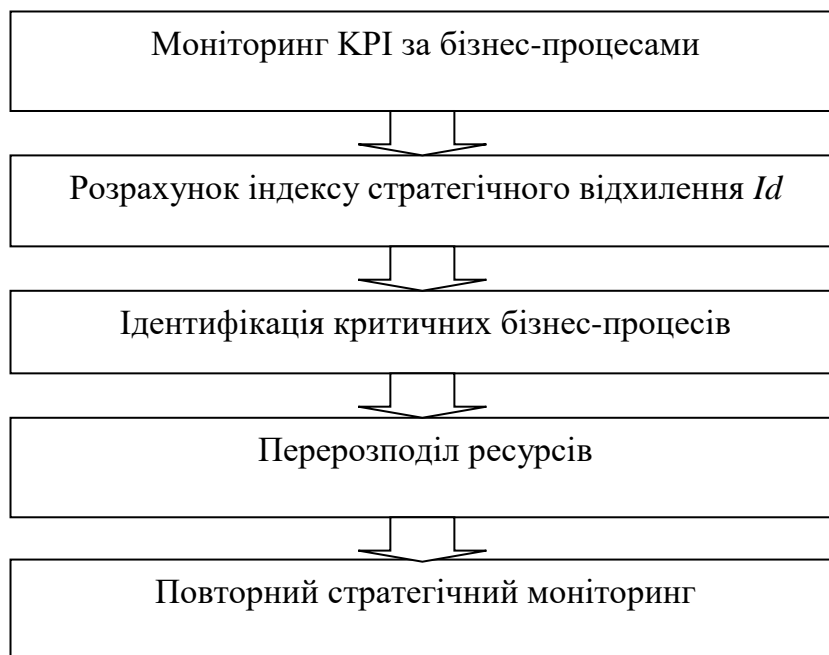 Моніторинг KPI за бізнес-процесами
Розрахунок індексу стратегічного відхилення Id
Ідентифікація критичних бізнес-процесів
Перерозподіл ресурсів
Повторний стратегічний моніторинг